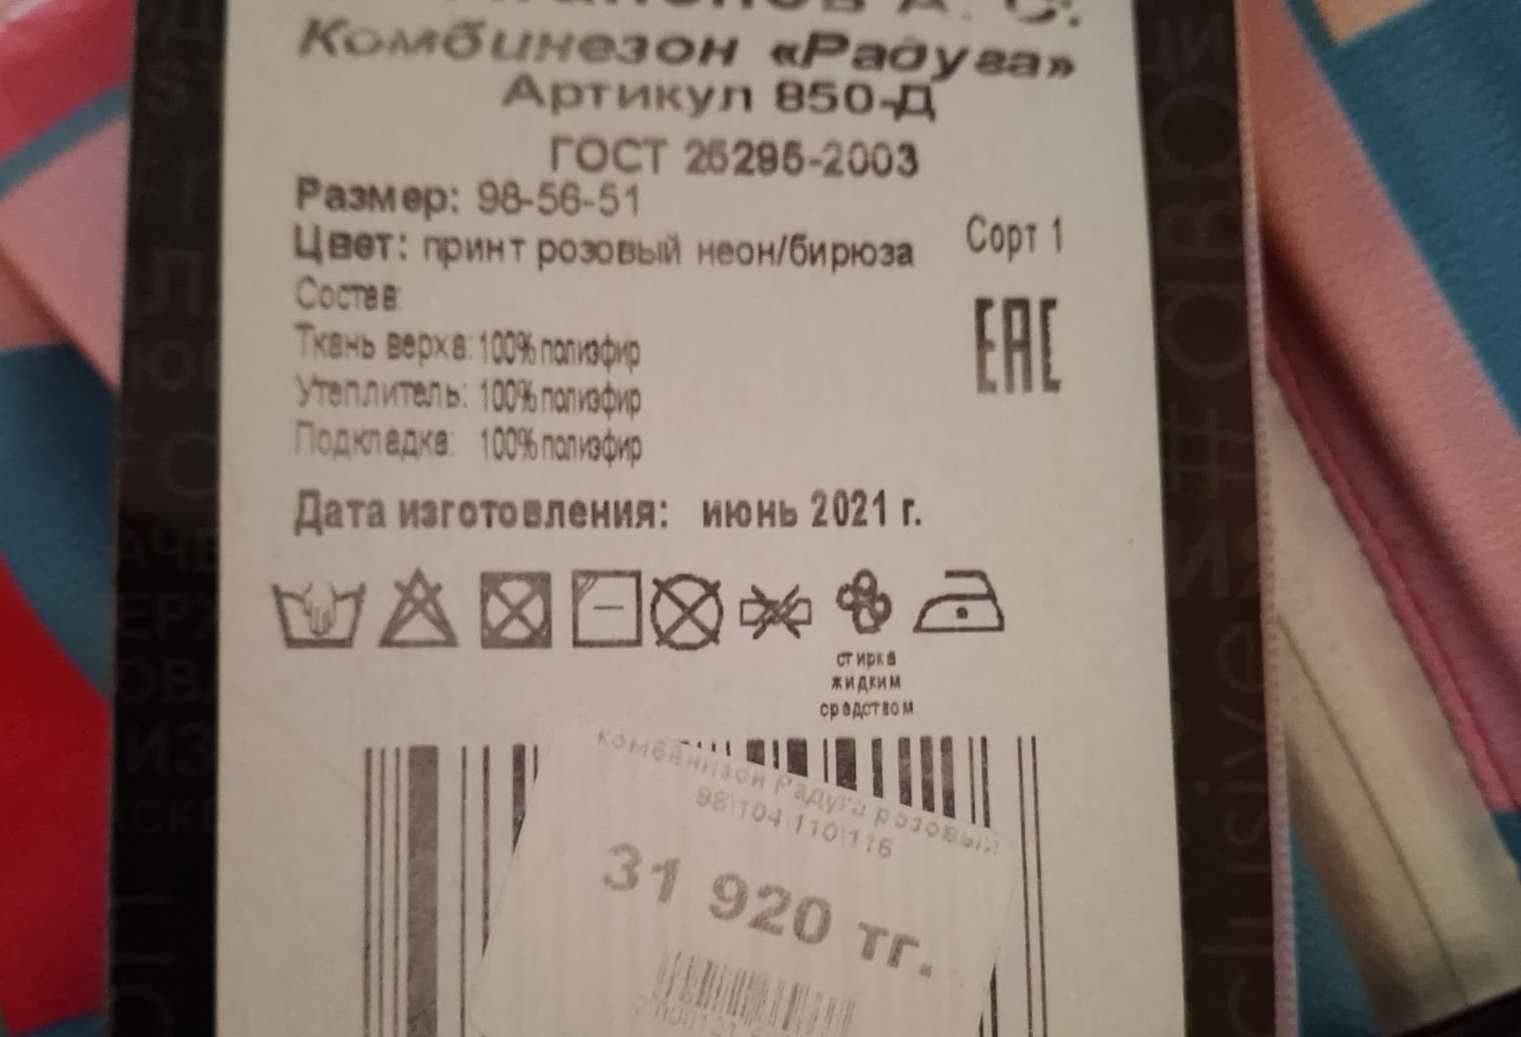 А. С.
Комбинезон «Радуга»
Артикул 850-Д
ГОСТ 25295-2003
Размер: 98-56-51
Цвет: принт розовый неон/бирюза
Сорт 1
Состав:
EAC
Ткань верха: 100% полиэфир
Утеплитель: 100% полиэфир
Подкладка: 100% полиэфир
Дата изготовления: июнь 2021 г.
стирка
жидким
средством
комбенизон Радуга розовый
98\104\110\116
31 920 тг.